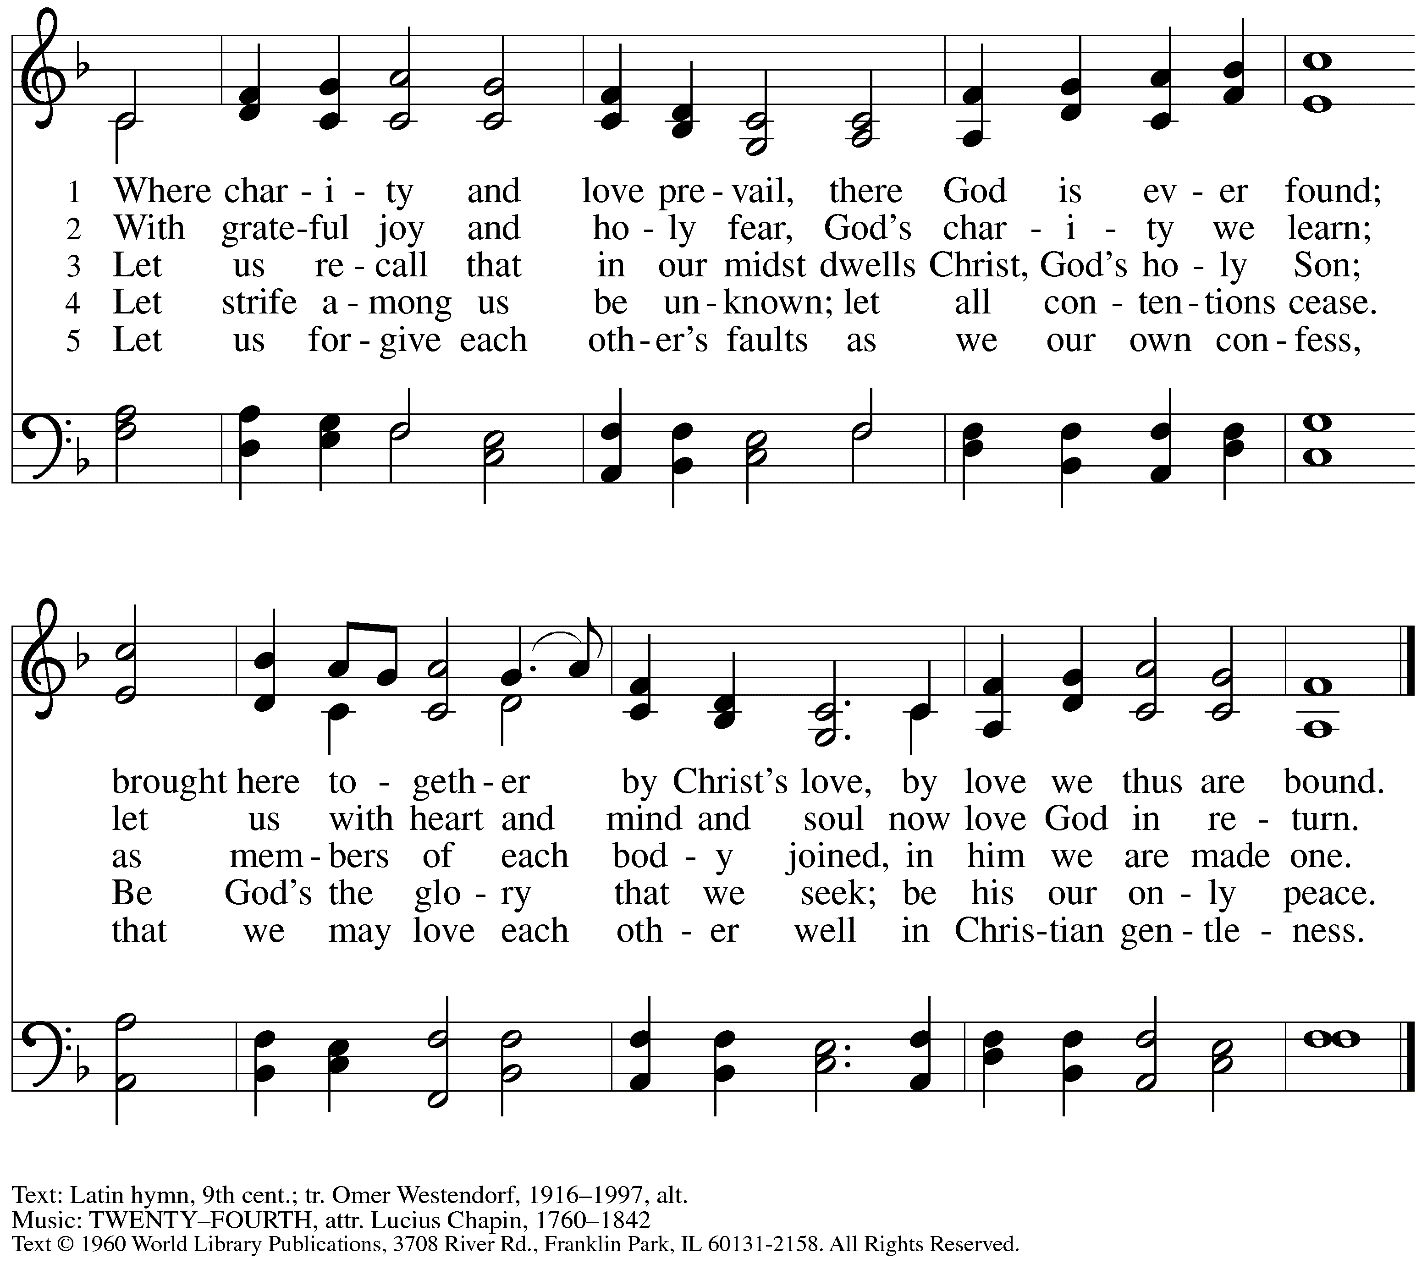 1 Where char - i - ty and love pre - vail, there God is ev - er found;
2 With grate - ful joy and ho - ly fear, God's char - i - ty we learn;
3 Let us re - call that in our midst dwells Christ, God's ho - ly Son;
4 Let strife a - mong us be un - known; let all con - ten - tions cease.
5 Let us for - give each oth - er's faults as we our own con - fess,
brought here to - geth - er by Christ's love, by love we thus are bound.
let us with heart and mind and soul now love God in re - turn.
as mem - bers of each bod - y joined, in him we are made one.
Be God's the glo - ry that we seek; be his our on - ly peace.
that we may love each oth - er well in Chris - tian gen - tle - ness.
Text: Latin hymn, 9th cent.; tr. Omer Westendorf, 1916–1997, alt.
Music: TWENTY–FOURTH, attr. Lucius Chapin, 1760–1842
Text © 1960 World Library Publications, 3708 River Rd., Franklin Park, IL 60131-2158. All Rights Reserved.